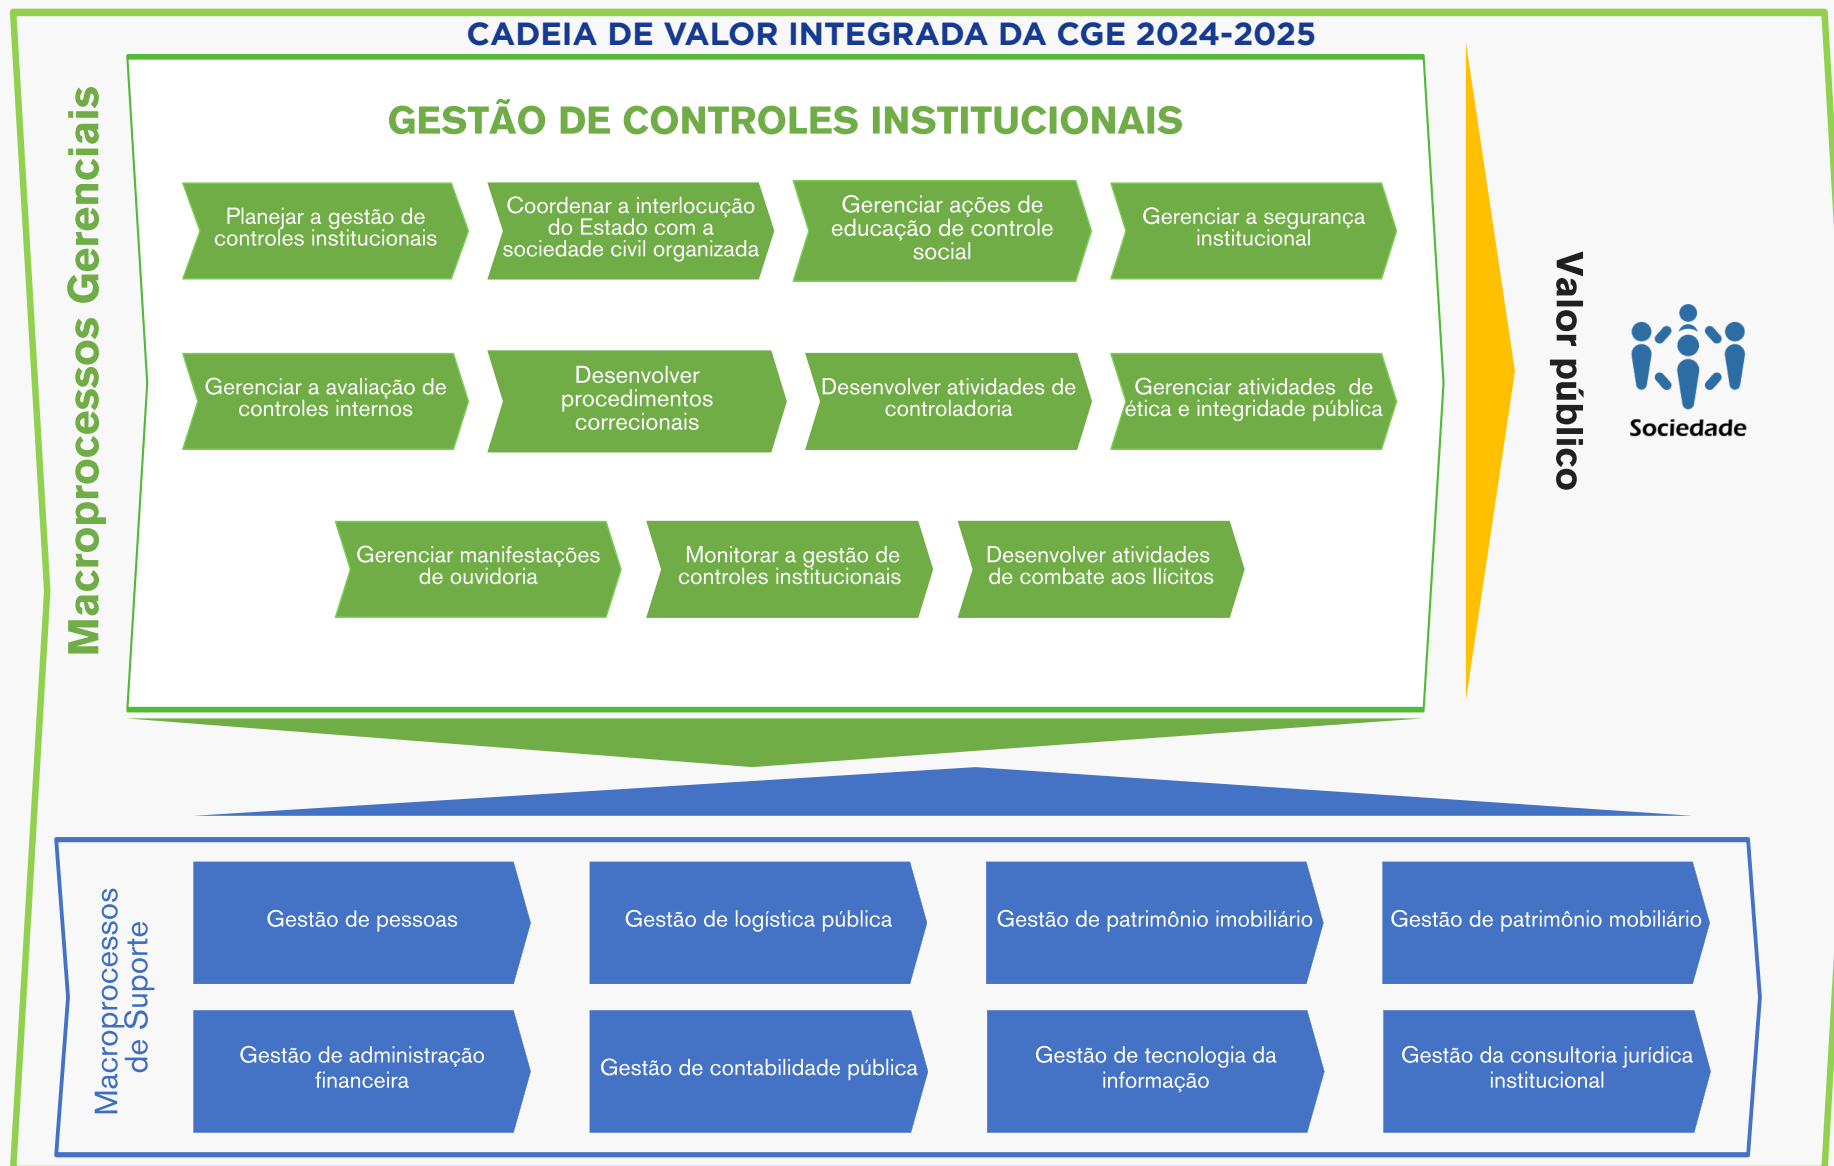 CADEIA DE VALOR INTEGRADA DA CGE 2024-2025
Macroprocessos Gerenciais
GESTÃO DE CONTROLES INSTITUCIONAIS
Planejar a gestão de
controles institucionais
Coordenar a interlocução
do Estado com a
sociedade civil organizada
Gerenciar ações de
educação de controle
social
Gerenciar a segurança
institucional
Gerenciar a avaliação de
controles internos
Desenvolver
procedimentos
correcionais
Desenvolver atividades de
controladoria
Gerenciar atividades  de
ética e integridade pública
Gerenciar manifestações
de ouvidoria
Monitorar a gestão de
controles institucionais
Desenvolver atividades
de combate aos Ilícitos
Valor público
Sociedade
Macroprocessos
de Suporte
Gestão de pessoas
Gestão de logística pública
Gestão de patrimônio imobiliário
Gestão de patrimônio mobiliário
Gestão de administração
financeira
Gestão de contabilidade pública
Gestão de tecnologia da
informação
Gestão da consultoria jurídica
institucional